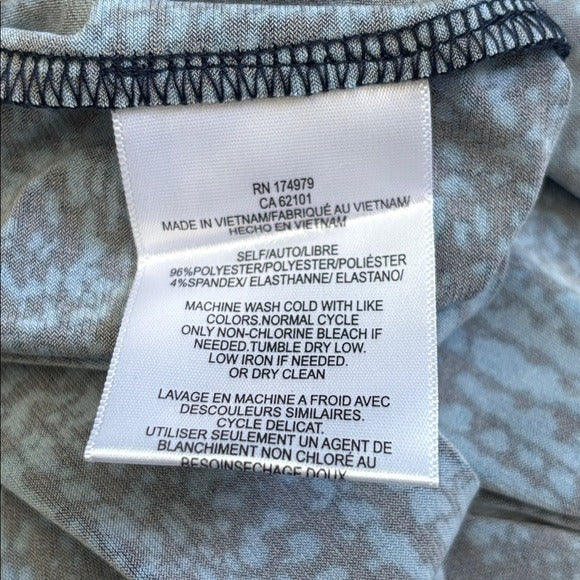 RN 174979
CA 62101
MADE IN VIETNAM/FABRIQUÉ AU VIETNAM/
HECHO EN VIETNAM
SELF/AUTO/LIBRE
96%POLYESTER/POLYESTER/POLIÉSTER
4%SPANDEX/ ELASTHANNE/ ELASTANO/
MACHINE WASH COLD WITH LIKE
COLORS.NORMAL CYCLE
ONLY NON-CHLORINE BLEACH IF
NEEDED.TUMBLE DRY LOW.
LOW IRON IF NEEDED.
OR DRY CLEAN
LAVAGE EN MACHINE A FROID AVEC
DESCOULEURS SIMILAIRES.
CYCLE DELICAT.
UTILISER SEULEMENT UN AGENT DE
BLANCHIMENT NON CHLORÉ AU
BESOINSECHAGE DOUX